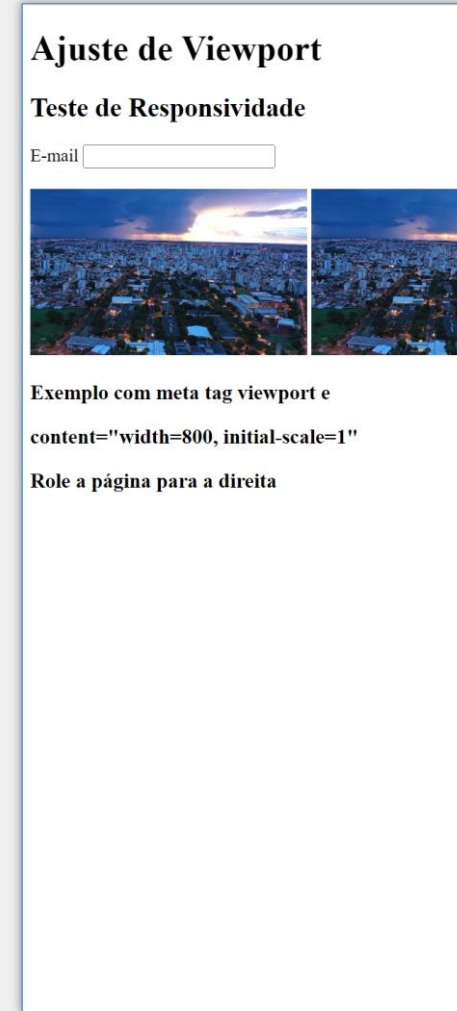 Ajuste de Viewport
Teste de Responsividade
E-mail
Exemplo com meta tag viewport e
content="width=800, initial-scale=1"
Role a página para a direita